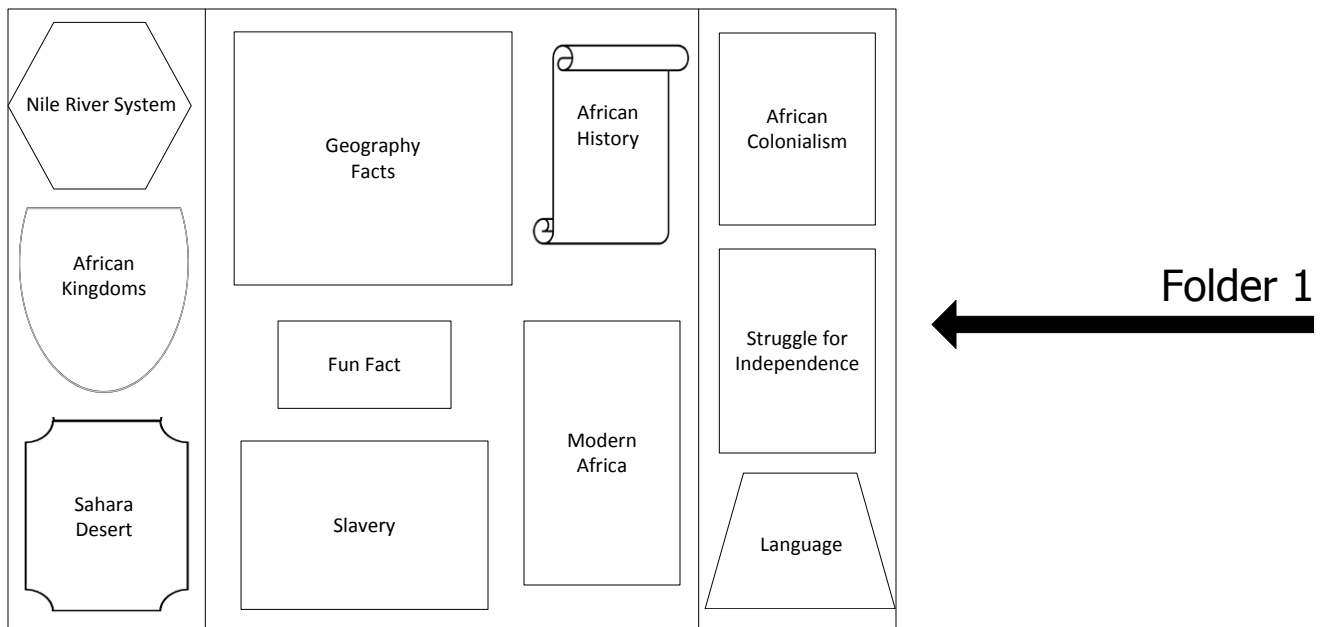 Nile River System
African
Kingdoms
Sahara
Desert
Geography
Facts
African
History
Fun Fact
Slavery
Modern
Africa
African
Colonialism
Struggle for
Independence
Language
Folder 1